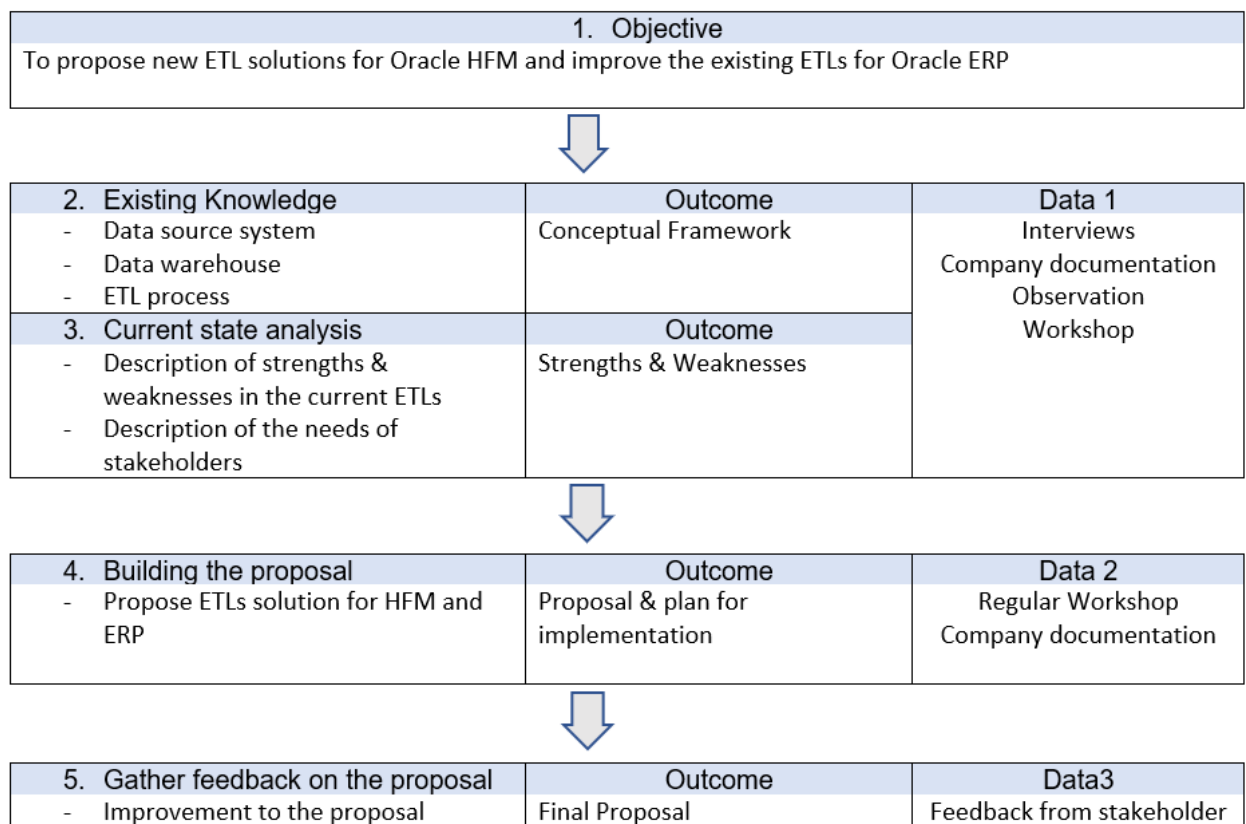 1. Objective
To propose new ETL solutions for Oracle HFM and improve the existing ETLs for Oracle ERP
2. Existing Knowledge
- Data source system
- Data warehouse
- ETL process
Outcome
Conceptual Framework
Data 1
Interviews
Company documentation
Observation
Workshop
3. Current state analysis
- Description of strengths &
weaknesses in the current ETLs
- Description of the needs of
stakeholders
Outcome
Strengths & Weaknesses
4. Building the proposal
- Propose ETLs solution for HFM and
ERP
Outcome
Proposal & plan for
implementation
Data 2
Regular Workshop
Company documentation
5. Gather feedback on the proposal
- Improvement to the proposal
Outcome
Final Proposal
Data3
Feedback from stakeholder